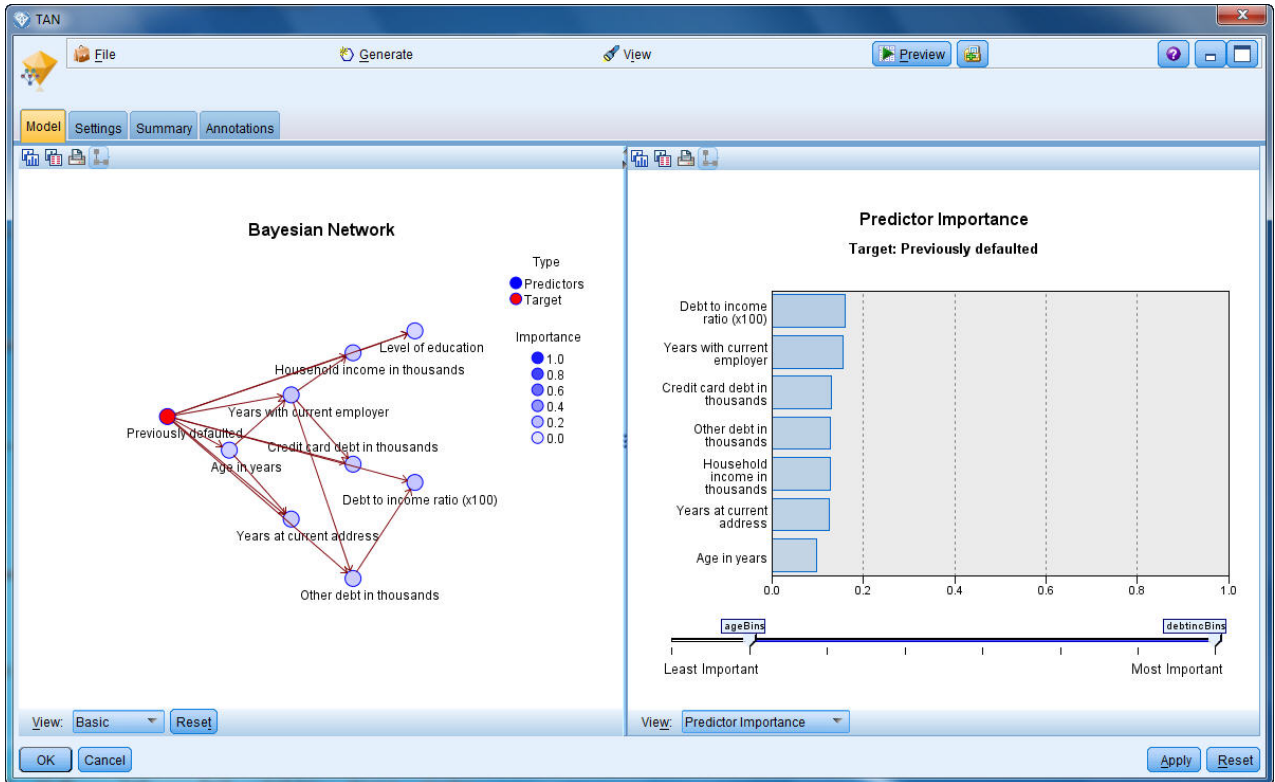 TAN
x
File
Generate
View
Preview
?
Model
Settings
Summary
Annotations
Bayesian Network
Type
Predictors
Target
Importance
1.0
0.8
0.6
0.4
0.2
0.0
Level of education
Household income in thousands
Years with current employer
Previously defaulted
Credit card debt in thousands
Age in years
Debt to income ratio (x100)
Years at current address
Other debt in thousands
View:
Basic
Reset
Predictor Importance
Target: Previously defaulted
Debt to income
ratio (x100)
Years with current
employer
Credit card debt in
thousands
Other debt in
thousands
Household
income in
thousands
Years at current
address
Age in years
0.0
0.2
0.4
0.6
0.8
1.0
ageBins
debtincBins
Least Important
Most Important
View:
Predictor Importance
OK
Cancel
Apply
Reset